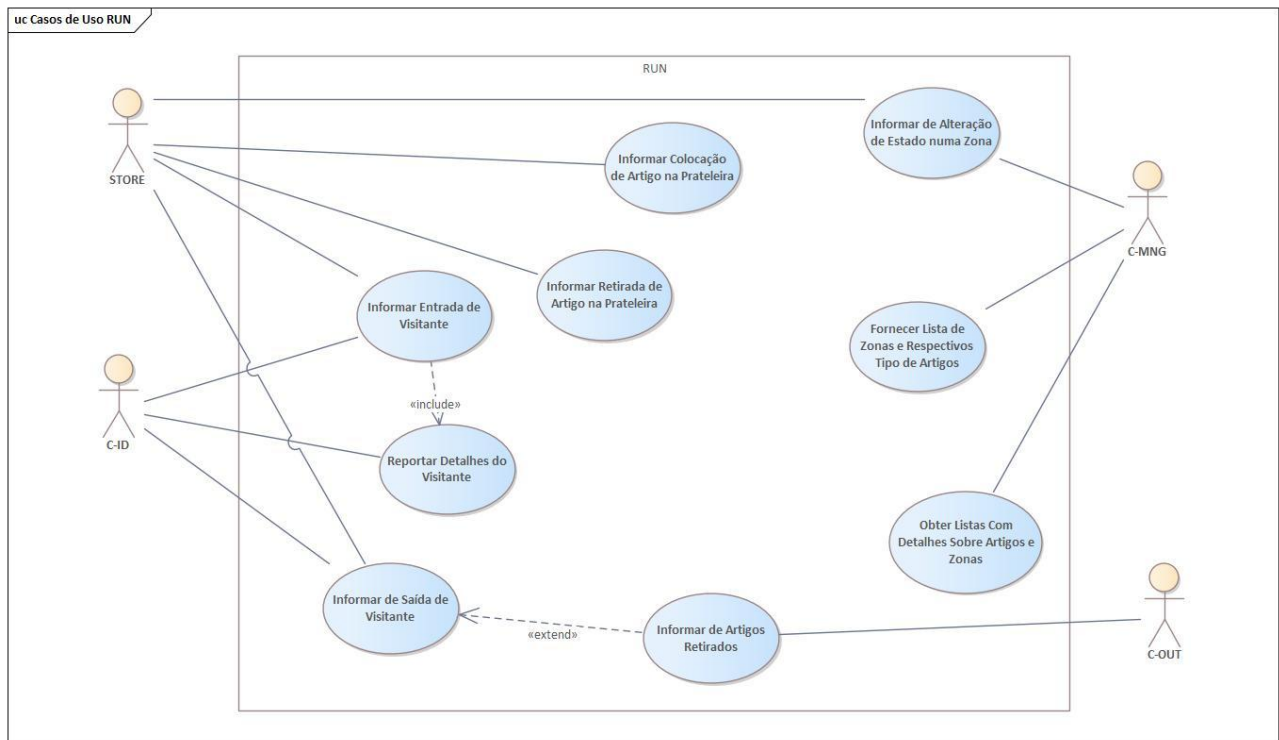 uc Casos de Uso RUN
RUN
STORE
Informar de Alteração
de Estado numa Zona
Informar Colocação
de Artigo na Prateleira
C-MNG
Informar Retirada de
Artigo na Prateleira
Informar Entrada de
Visitante
Fornecer Lista de
Zonas e Respectivos
Tipo de Artigos
«include»
C-ID
Reportar Detalhes do
Visitante
Obter Listas Com
Detalhes Sobre Artigos e
Zonas
Informar de Saída de
Visitante
«extend»
Informar de Artigos
Retirados
C-OUT